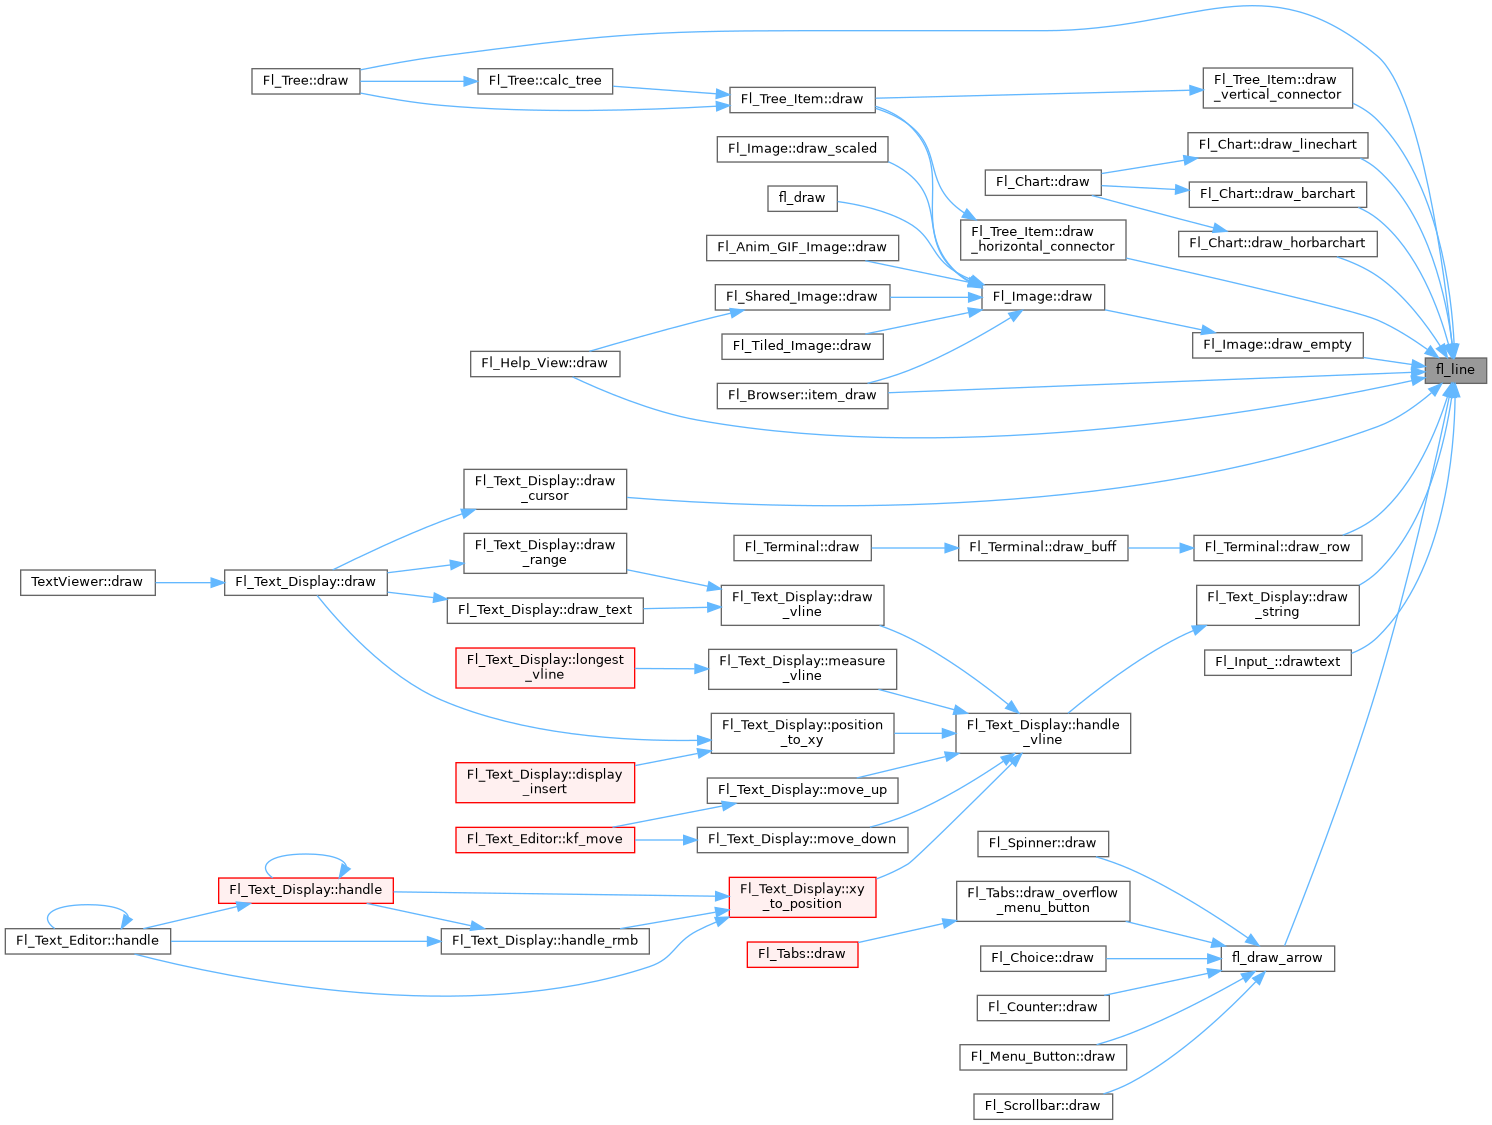 Fl_Tree::draw
Fl_Tree::calc_tree
Fl_Tree_Item::draw
Fl_Tree_Item::draw
_vertical_connector
Fl_Image::draw_scaled
fl_draw
Fl_Anim_GIF_Image::draw
Fl_Shared_Image::draw
Fl_Tiled_Image::draw
Fl_Help_View::draw
Fl_Browser::item_draw
Fl_Chart::draw_linechart
Fl_Chart::draw
Fl_Chart::draw_barchart
Fl_Tree_Item::draw
_horizontal_connector
Fl_Chart::draw_horbarchart
Fl_Image::draw
Fl_Image::draw_empty
fl_line
Fl_Text_Display::draw
_cursor
Fl_Text_Display::draw
_range
Fl_Terminal::draw
Fl_Terminal::draw_buff
Fl_Terminal::draw_row
TextViewer::draw
Fl_Text_Display::draw
Fl_Text_Display::draw_text
Fl_Text_Display::draw
_vline
Fl_Text_Display::draw
_string
Fl_Text_Display::longest
_vline
Fl_Text_Display::measure
_vline
Fl_Input_::drawtext
Fl_Text_Display::position
_to_xy
Fl_Text_Display::handle
_vline
Fl_Text_Display::display
_insert
Fl_Text_Display::move_up
Fl_Text_Editor::kf_move
Fl_Text_Display::move_down
Fl_Text_Display::handle
Fl_Text_Display::xy
_to_position
Fl_Text_Editor::handle
Fl_Text_Display::handle_rmb
Fl_Spinner::draw
Fl_Tabs::draw_overflow
_menu_button
Fl_Tabs::draw
Fl_Choice::draw
fl_draw_arrow
Fl_Counter::draw
Fl_Menu_Button::draw
Fl_Scrollbar::draw